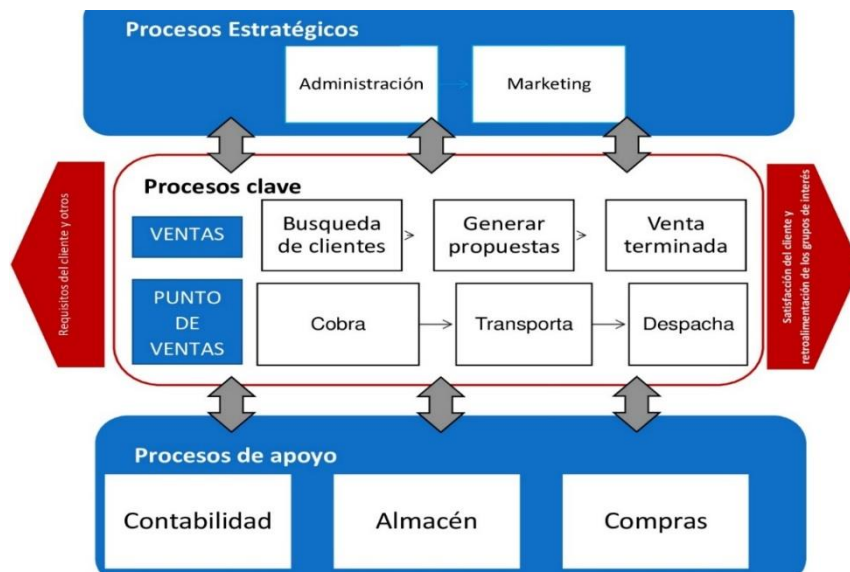 Procesos Estratégicos
Administración
Marketing
Requisitos del cliente y otros
Procesos clave
VENTAS
Busqueda
de clientes
Generar
propuestas
Venta
terminada
PUNTO
DE
VENTAS
Cobra
Transporta
Despacha
Satisfacción del cliente y
retroalimentación de los grupos de interés
Procesos de apoyo
Contabilidad
Almacén
Compras